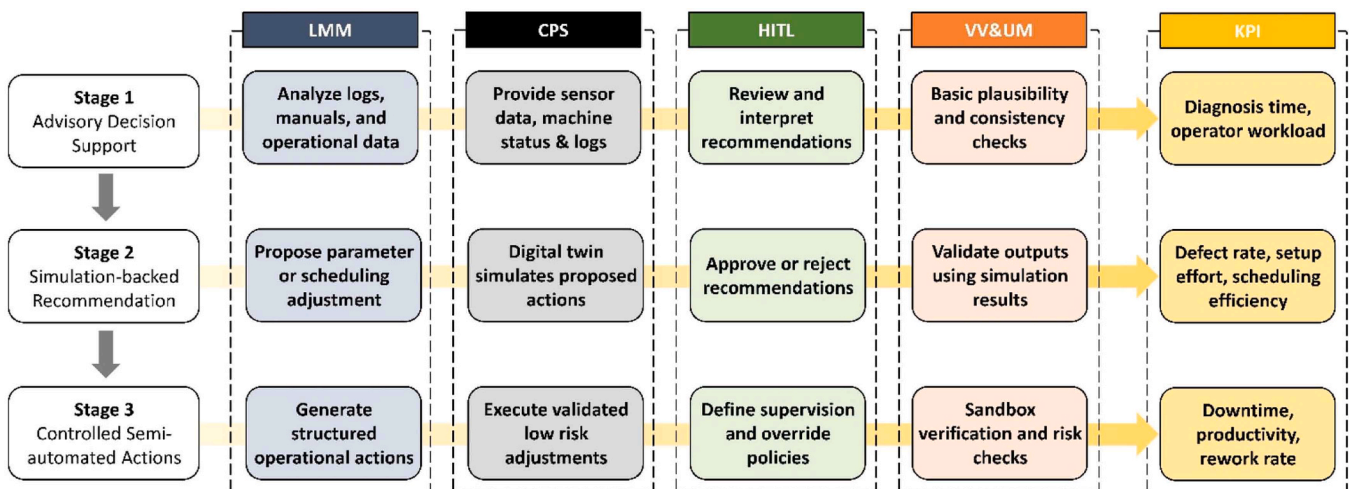 LMM
CPS
HITL
VV&UM
KPI
Stage 1
Advisory Decision
Support
Analyze logs,
manuals, and
operational data
Provide sensor
data, machine
status & logs
Review and
interpret
recommendations
Basic plausibility
and consistency
checks
Diagnosis time,
operator workload
Stage 2
Simulation-backed
Recommendation
Propose parameter
or scheduling
adjustment
Digital twin
simulates proposed
actions
Approve or reject
recommendations
Validate outputs
using simulation
results
Defect rate, setup
effort, scheduling
efficiency
Stage 3
Controlled Semi-
automated Actions
Generate
structured
operational actions
Execute validated
low risk
adjustments
Define supervision
and override
policies
Sandbox
verification and risk
checks
Downtime,
productivity,
rework rate